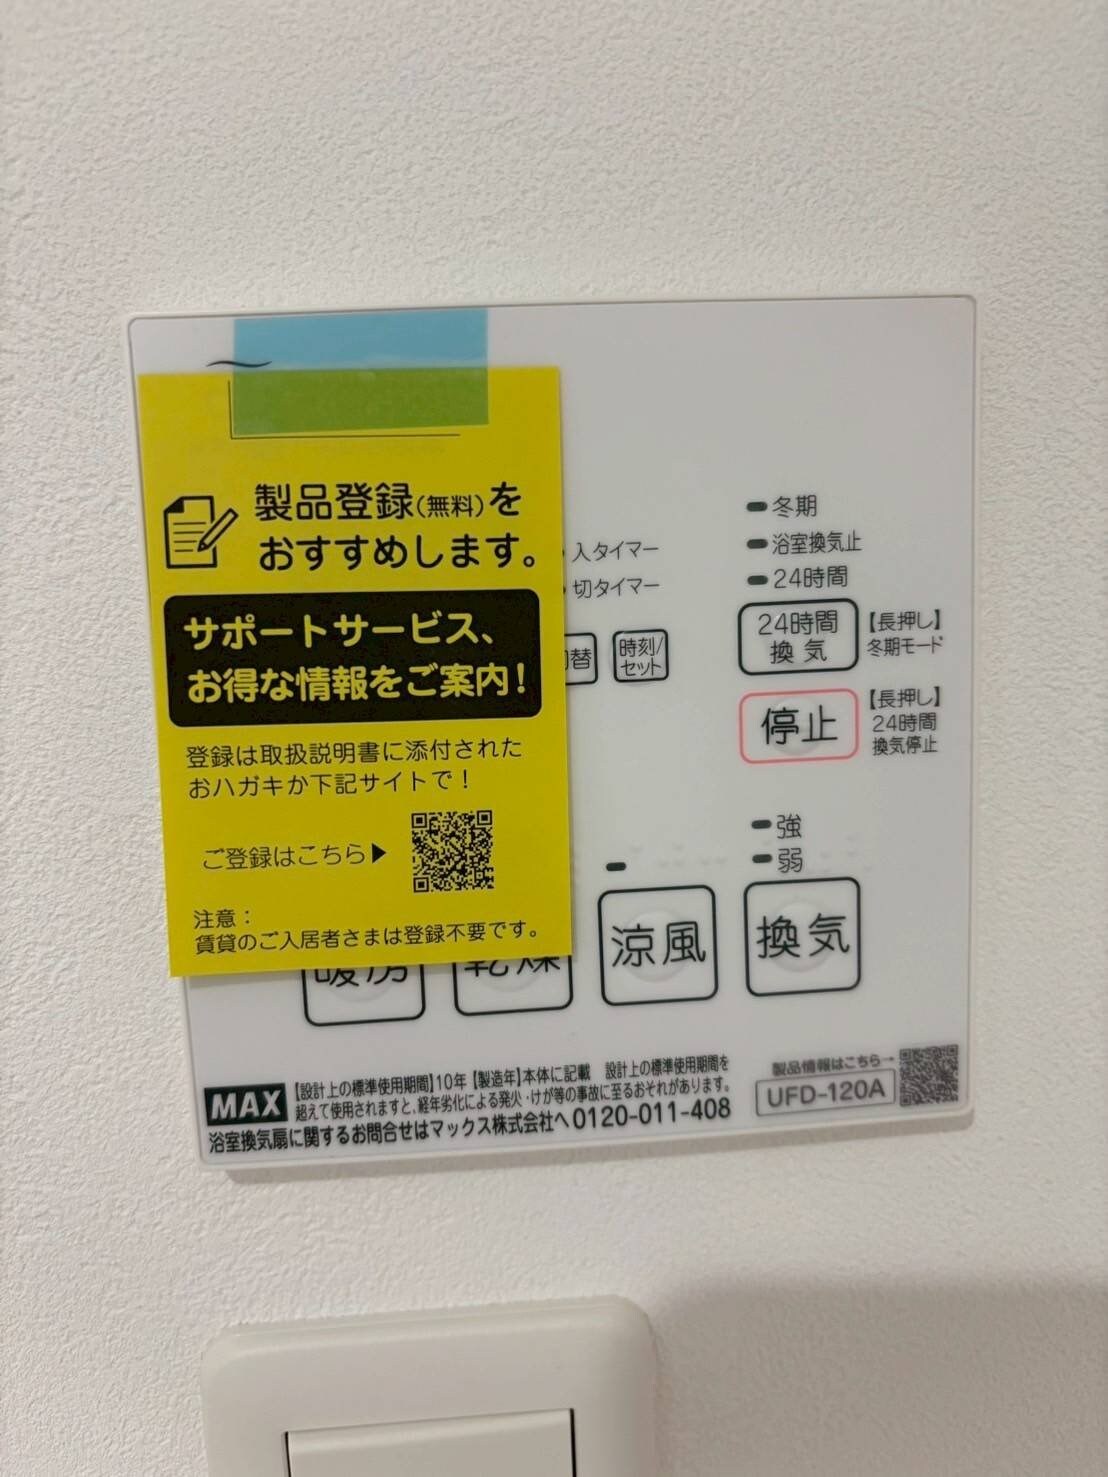 製品登録(無料)を
おすすめします。
サポートサービス、
お得な情報をご案内!
登録は取扱説明書に添付された
おハガキか下記サイトで!
ご登録はこちら▶
注意:
賃貸のご入居者さまは登録不要です。
入タイマー
切タイマー
替
時刻/
セット
冬期
浴室換気止
24時間
24時間
換気
【長押し】
冬期モード
停止
【長押し】
24時間
換気停止
強
弱
暖房
乾燥
涼風
換気
MAX
【設計上の標準使用期間】10年【製造年】本体に記載 設計上の標準使用期間を
超えて使用されますと、経年劣化による発火・けが等の事故に至るおそれがあります。
浴室換気扇に関するお問合せはマックス株式会社へ0120-011-408
製品情報はこちら→
UFD-120A